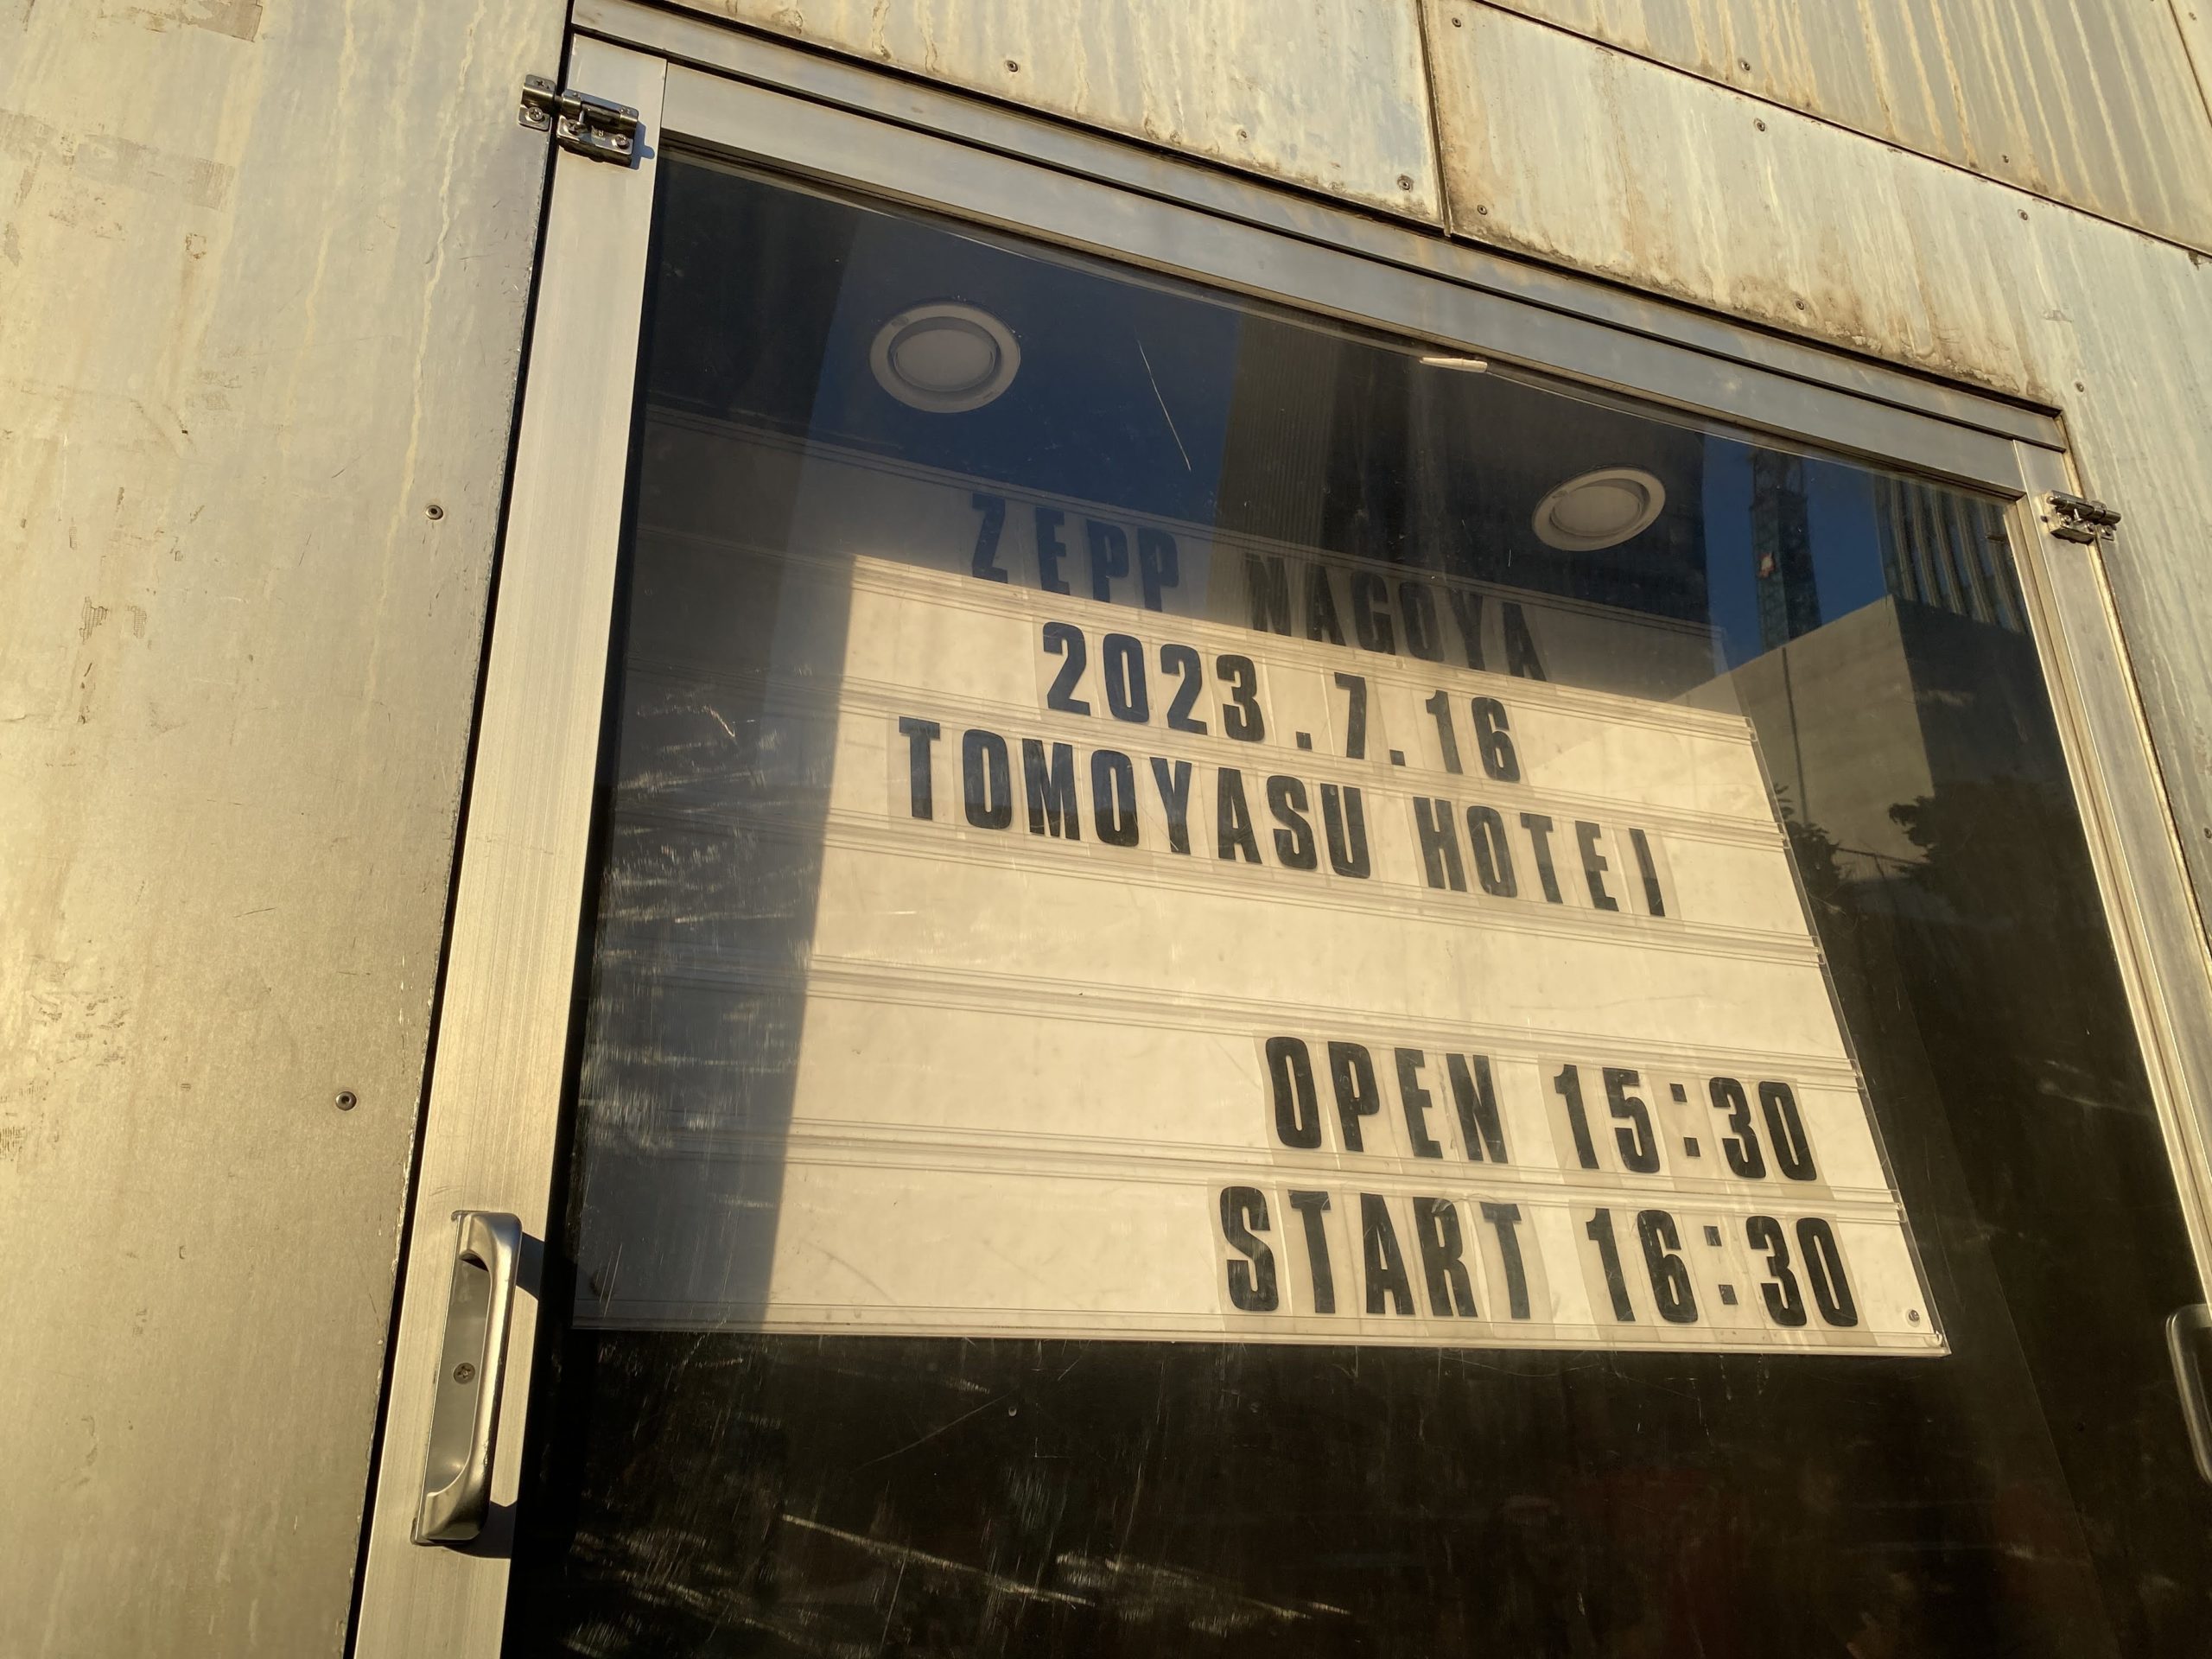 ZEPP NAGOYA
2023.7.16
TOMOYASU HOTEI
OPEN 15:30
START 16:30